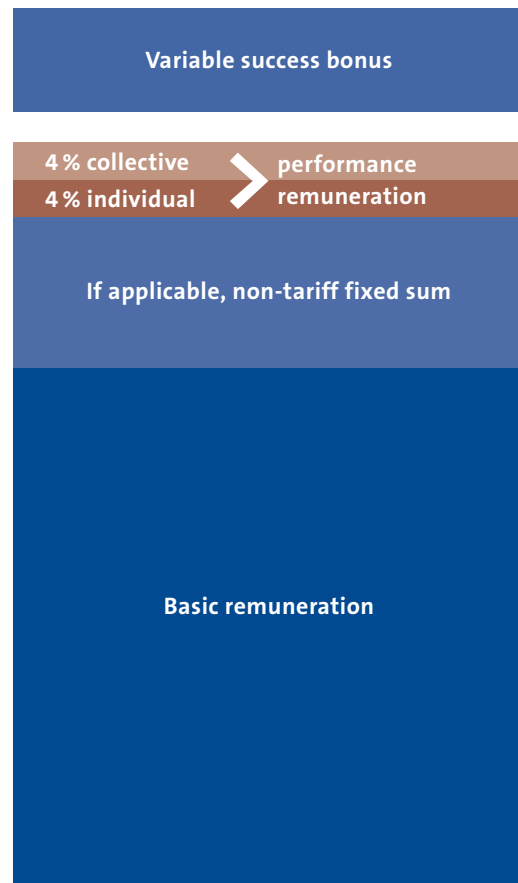 Variable success bonus
4 % collective
4 % individual
performance
remuneration
If applicable, non-tariff fixed sum
Basic remuneration